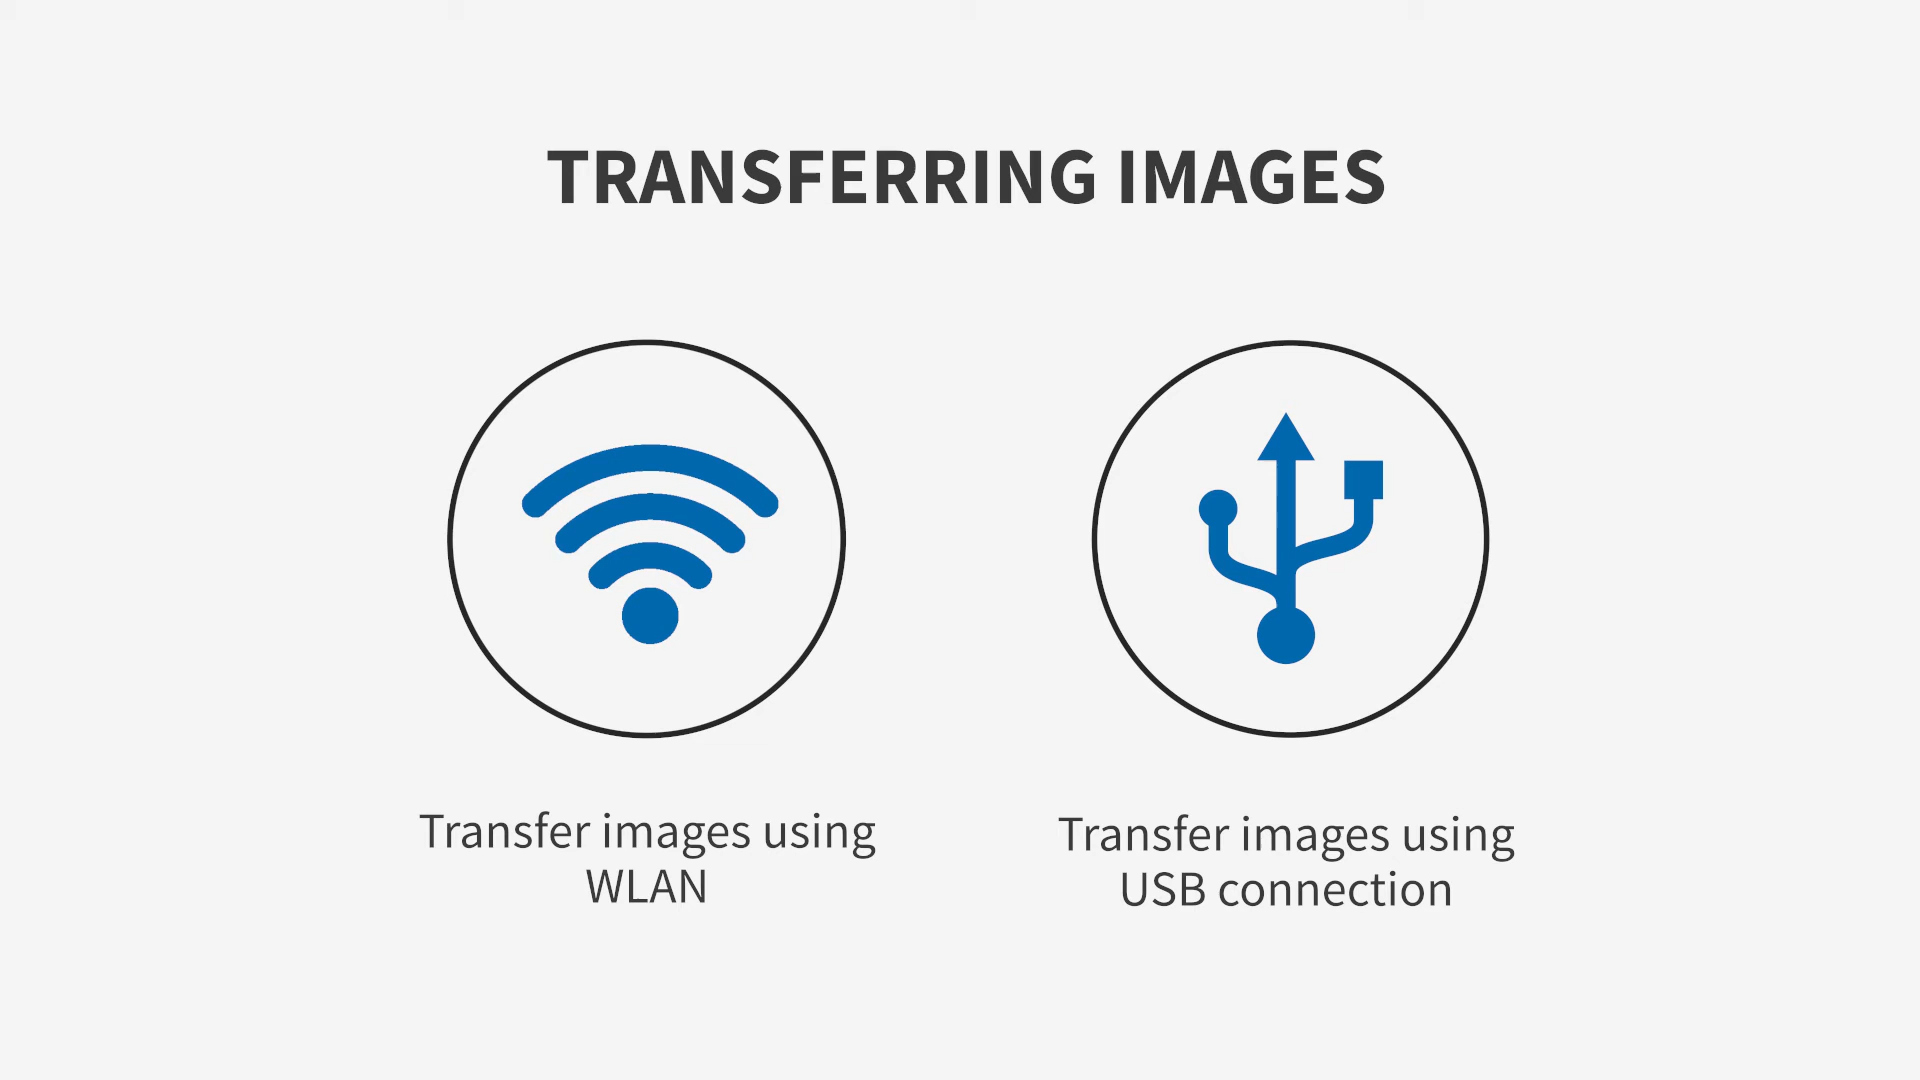 TRANSFERRING IMAGES
Transfer images using
WLAN
Transfer images using
USB connection